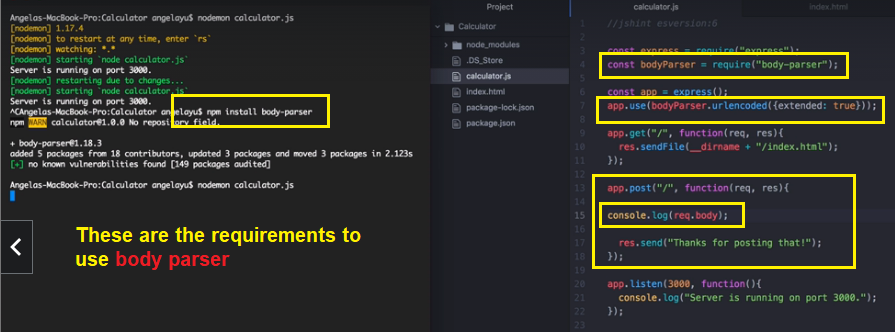 Angelas-MacBook-Pro:Calculator angelayu$ nodemon calculator.js
[nodemon] 1.17.4
[nodemon] to restart at any time, enter `rs`
[nodemon] watching: *.*
[nodemon] starting `node calculator.js`
Server is running on port 3000.
[nodemon] restarting due to changes...
[nodemon] starting `node calculator.js`
Server is running on port 3000.
^CAngelas-MacBook-Pro:Calculator angelayu$ npm install body-parser
npm WARN calculator@1.0.0 No repository field.
+ body-parser@1.18.3
added 5 packages from 18 contributors, updated 3 packages and moved 3 packages in 2.123s
[+] no known vulnerabilities found [149 packages audited]
Angelas-MacBook-Pro:Calculator angelayu$ nodemon calculator.js
These are the requirements to
use body parser
Project
Calculator
node_modules
.DS_Store
calculator.js
index.html
package-lock.json
package.json
calculator.js
index.html
1 //jshint esversion:6
2
3 const express = require("express");
4 const bodyParser = require("body-parser");
5
6 const app = express();
7 app.use(bodyParser.urlencoded({extended: true}));
8
9 app.get("/", function(req, res){
10 res.sendFile(__dirname + "/index.html");
11 });
12
13 app.post("/", function(req, res){
14
15 console.log(req.body);
16
17 res.send("Thanks for posting that!");
18 });
19
20 app.listen(3000, function(){
21 console.log("Server is running on port 3000.");
22 });
23